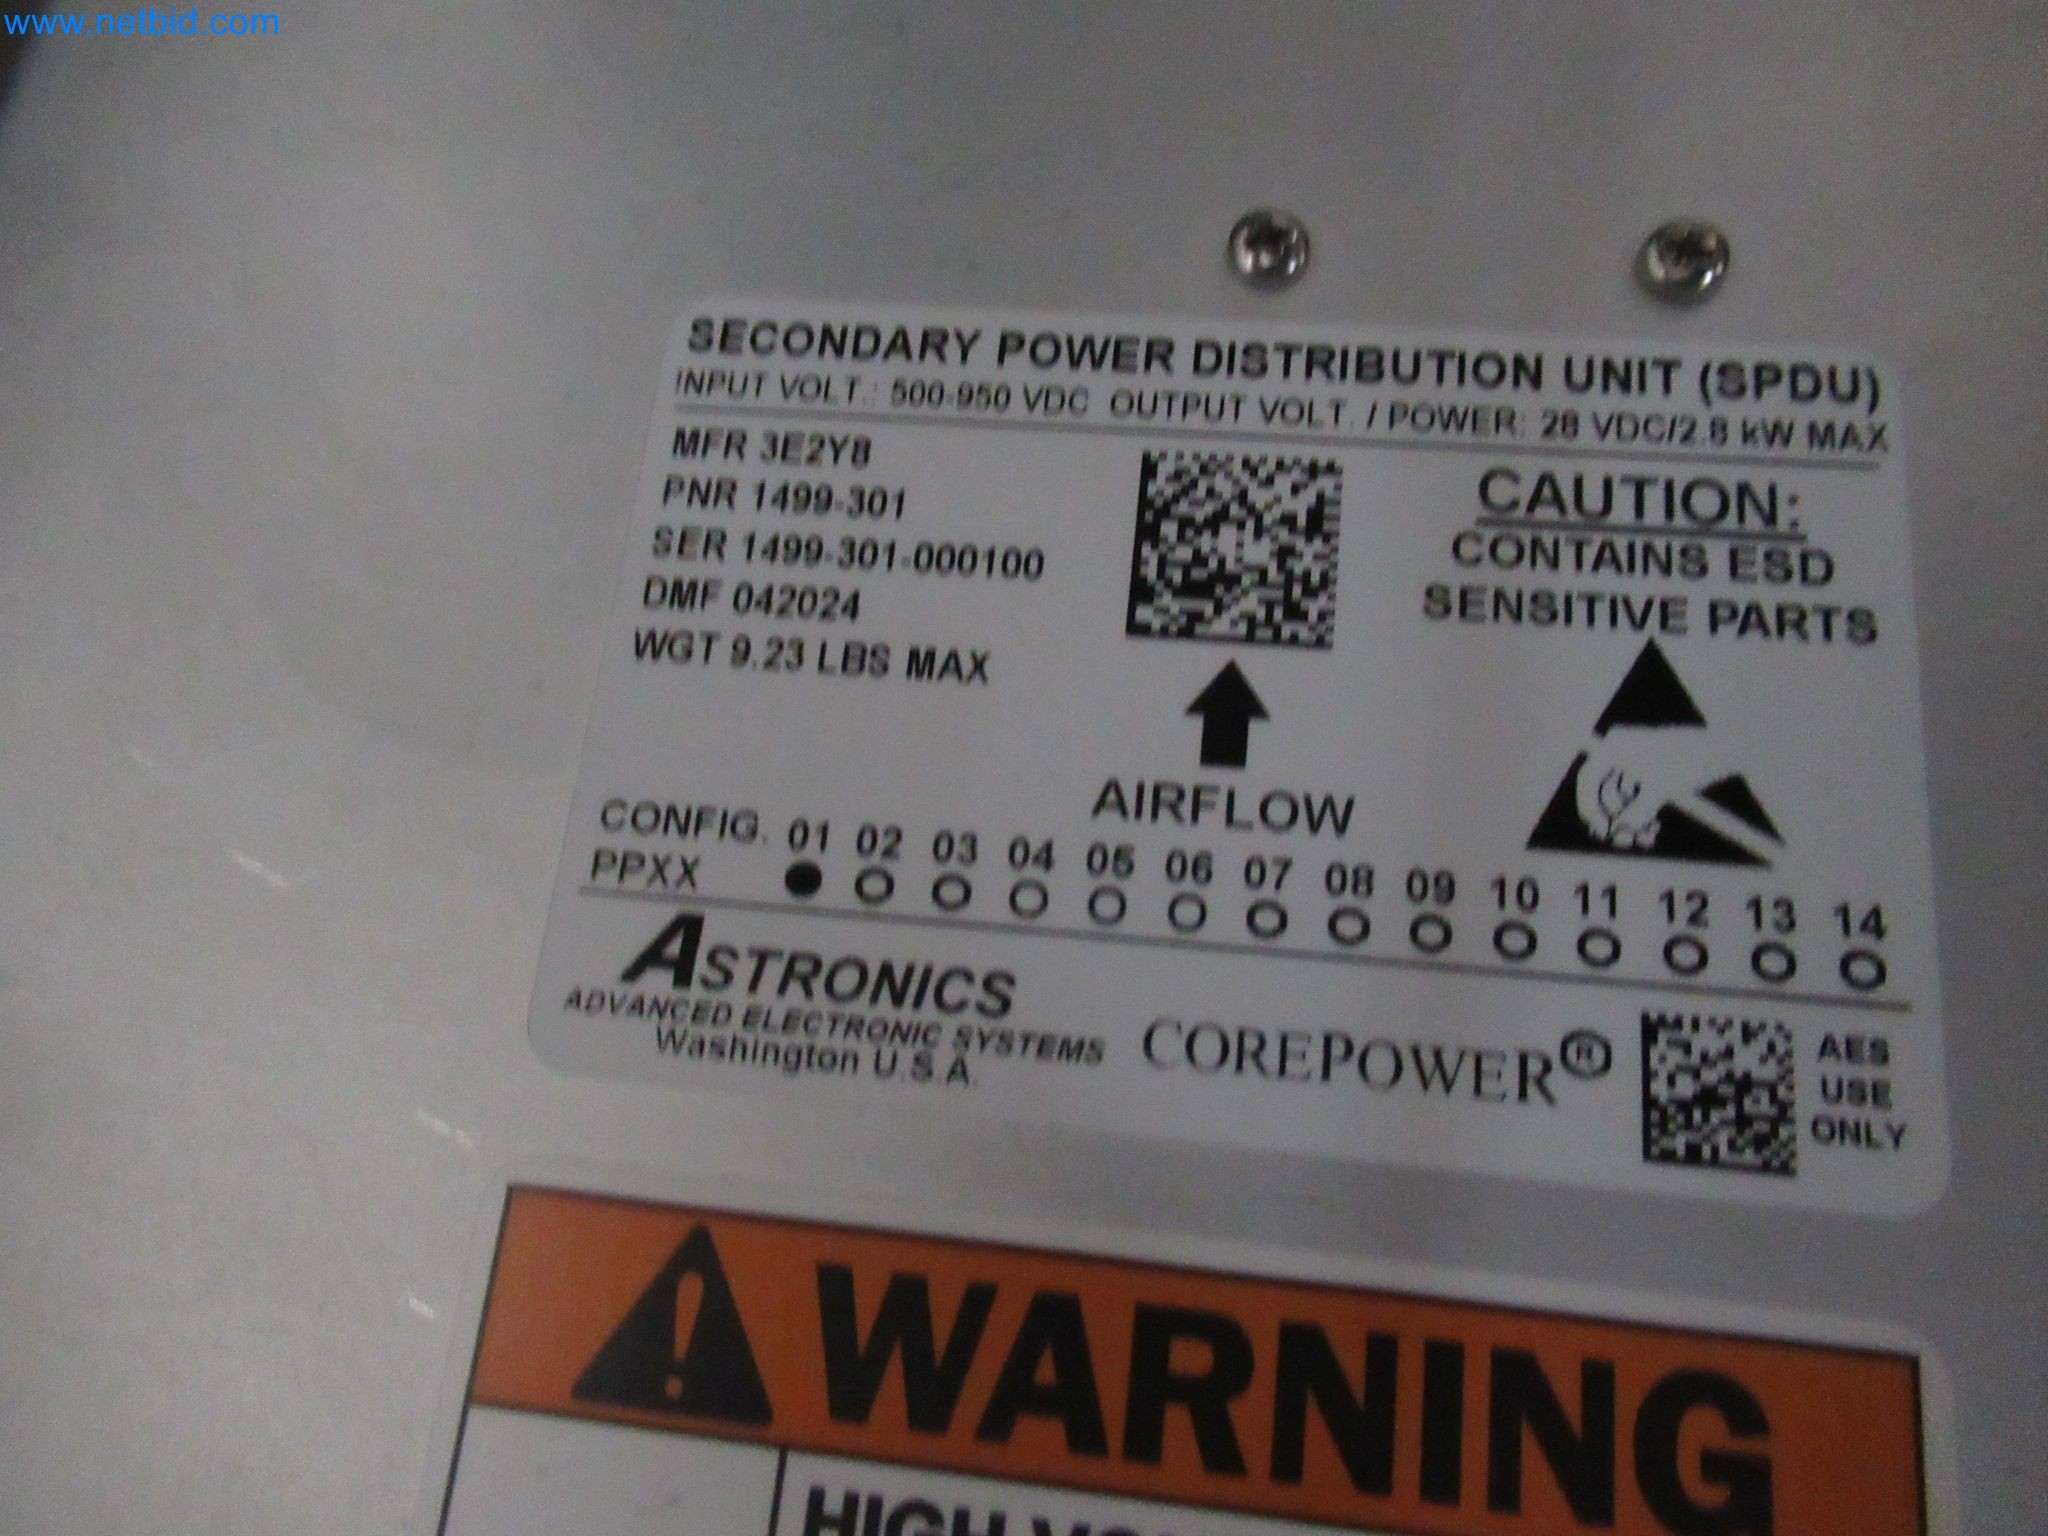 www.netbid.com
SECONDARY POWER DISTRIBUTION UNIT (SPDU)
INPUT VOLT.: 500-950 VDC OUTPUT VOLT. / POWER: 28 VDC/2.8 kW MAX
MFR 3E2Y8
PNR 1499-301
SER 1499-301-000100
DMF 042024
WGT 9.23 LBS MAX
CAUTION:
CONTAINS ESD
SENSITIVE PARTS
AIRFLOW
CONFIG. 01 02 03 04 05 06 07 08 09 10 11 12 13 14
PPXX
ASTRONICS
ADVANCED ELECTRONIC SYSTEMS
Washington U.S.A.
COREPOWER®
AES
USE
ONLY
WARNING
HIGH